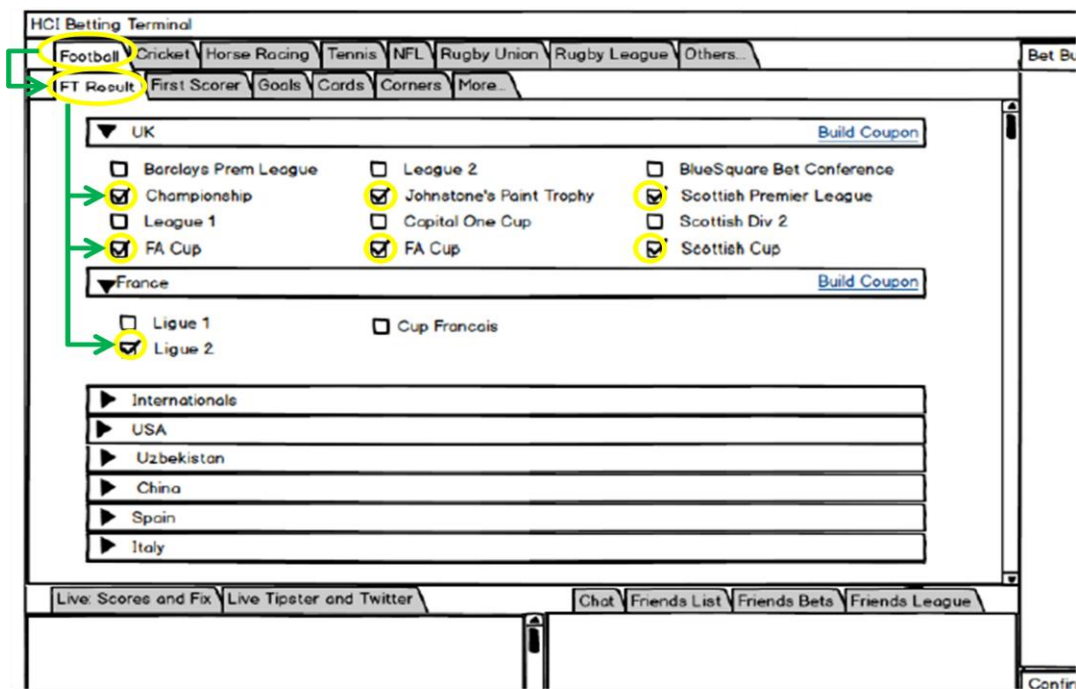 HCI Betting Terminal
Football Cricket Horse Racing Tennis NFL Rugby Union Rugby League Others... Bet Bu
FT Result First Scorer Goals Cards Corners More...
UK Build Coupon
Barclays Prem League League 2 BlueSquare Bet Conference
Championship Johnstone's Paint Trophy Scottish Premier League
League 1 Capital One Cup Scottish Div 2
FA Cup FA Cup Scottish Cup
France Build Coupon
Ligue 1 Cup Francais
Ligue 2
Internationals
USA
Uzbekistan
China
Spain
Italy
Live: Scores and Fix Live Tipster and Twitter Chat Friends List Friends Bets Friends League
Confir